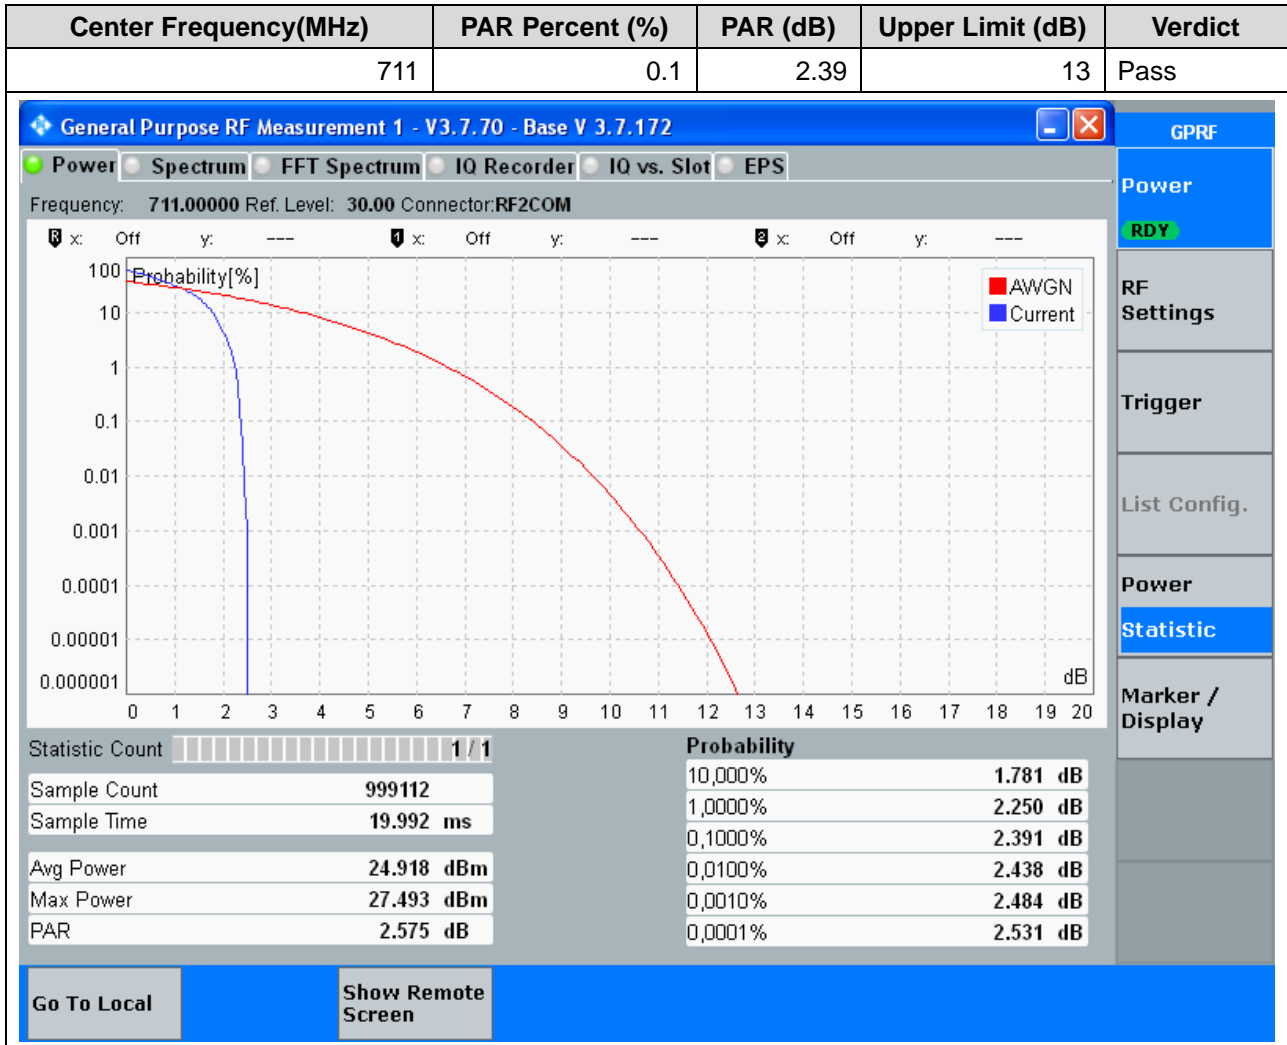 Center Frequency(MHz) PAR Percent (%) PAR (dB) Upper Limit (dB) Verdict
711 0.1 2.39 13 Pass
General Purpose RF Measurement 1 - V3.7.70 - Base V 3.7.172
GPRF
Power Spectrum FFT Spectrum IQ Recorder IQ vs. Slot EPS
Frequency: 711.00000 Ref. Level: 30.00 Connector:RF2COM
R x: Off y: --- 1 x: Off y: --- 2 x: Off y: ---
Power
RDY
RF
Settings
Trigger
List Config.
Power
Statistic
Marker /
Display
Probability[%]
AWGN
Current
100
10
1
0.1
0.01
0.001
0.0001
0.00001
0.000001
dB
0 1 2 3 4 5 6 7 8 9 10 11 12 13 14 15 16 17 18 19 20
Statistic Count 1 / 1
Sample Count 999112
Sample Time 19.992 ms
Avg Power 24.918 dBm
Max Power 27.493 dBm
PAR 2.575 dB
Probability
10,000% 1.781 dB
1,0000% 2.250 dB
0,1000% 2.391 dB
0,0100% 2.438 dB
0,0010% 2.484 dB
0,0001% 2.531 dB
Go To Local
Show Remote
Screen